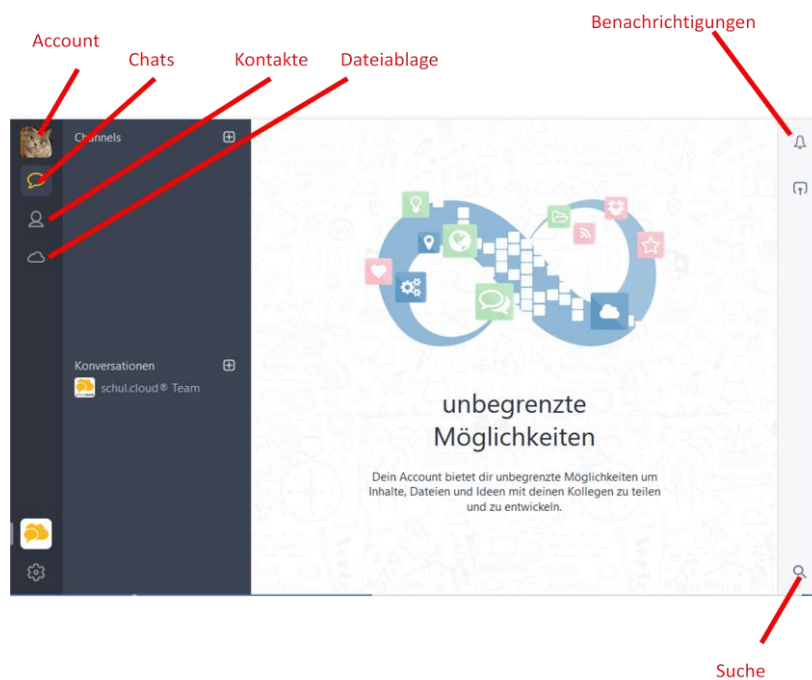 Benachrichtigungen
Account
Chats
Kontakte
Dateiablage
Channels
Konversationen
schul.cloud® Team
unbegrenzte
Möglichkeiten
Dein Account bietet dir unbegrenzte Möglichkeiten um
Inhalte, Dateien und Ideen mit deinen Kollegen zu teilen
und zu entwickeln.
Suche